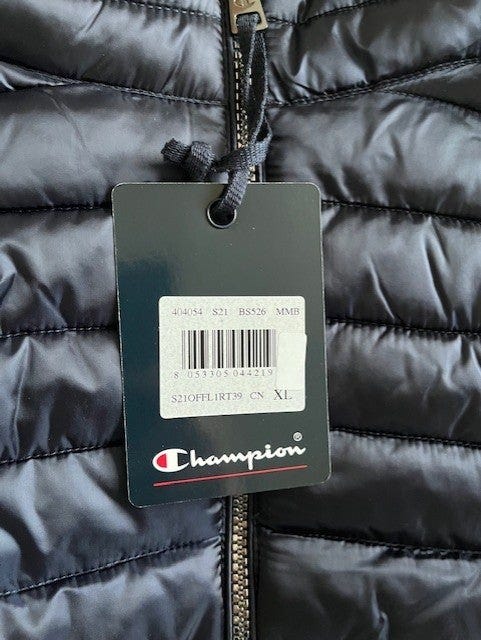 404054 S21 BS526 MMB
8 053305 044219
S21OFFL1RT39 CN XL
Champion®